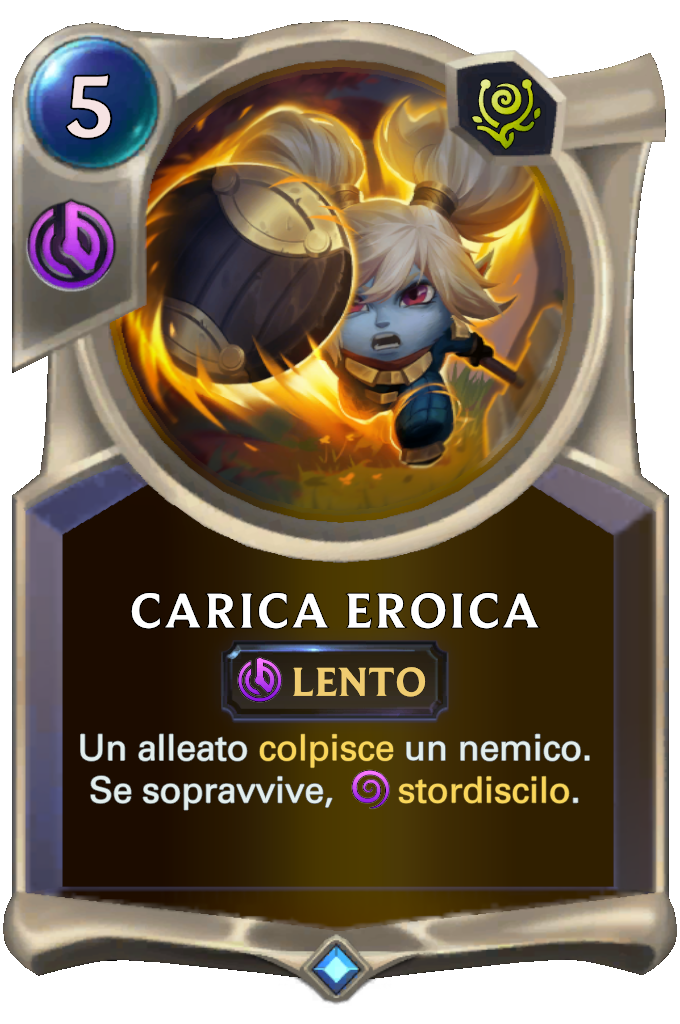 5
CARICA EROICA
LENTO
Un alleato colpisce un nemico.
Se sopravvive, stordiscilo.